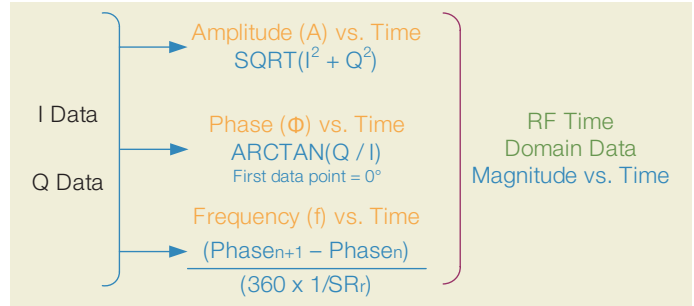 I Data
Q Data
Amplitude (A) vs. Time
SQRT(I² + Q²)
Phase (Φ) vs. Time
ARCTAN(Q / I)
First data point = 0°
Frequency (f) vs. Time
(Phaseₙ₊₁ – Phaseₙ)
(360 x 1/SRᵣ)
RF Time
Domain Data
Magnitude vs. Time